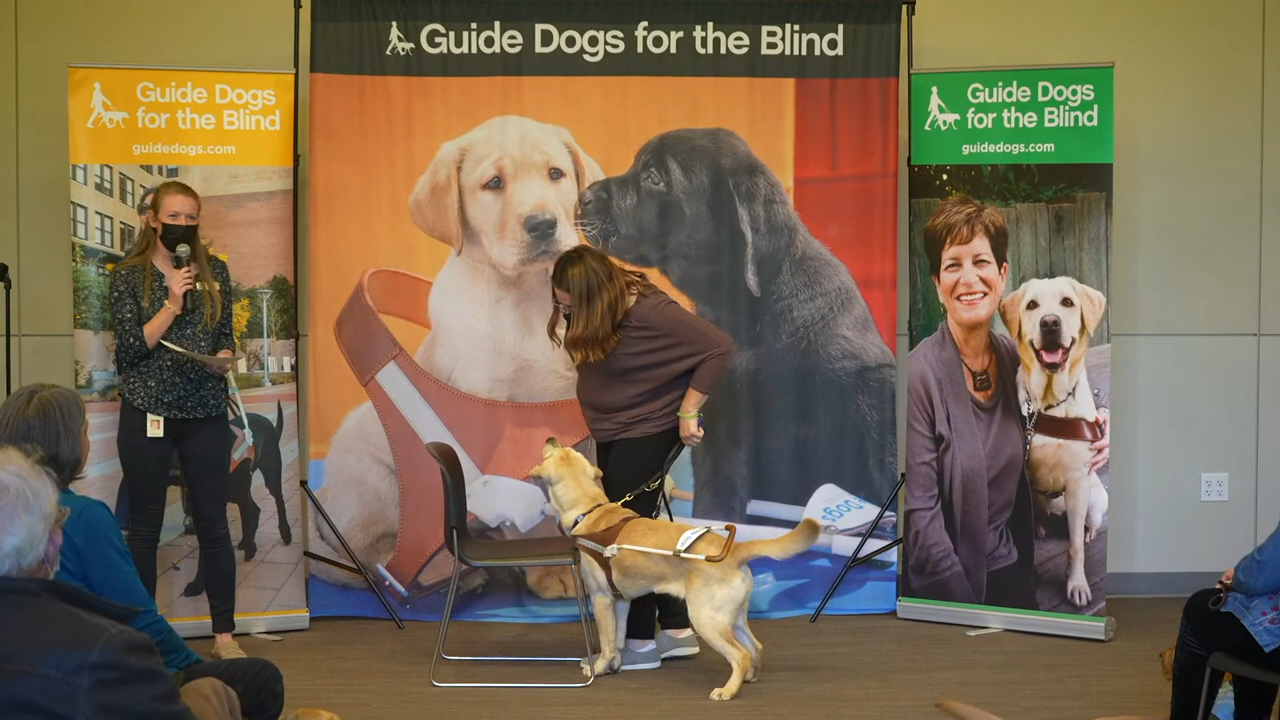 Guide Dogs for the Blind
Guide Dogs
for the Blind
guidedogs.com
Guide Dogs
for the Blind
guidedogs.com
Dogs